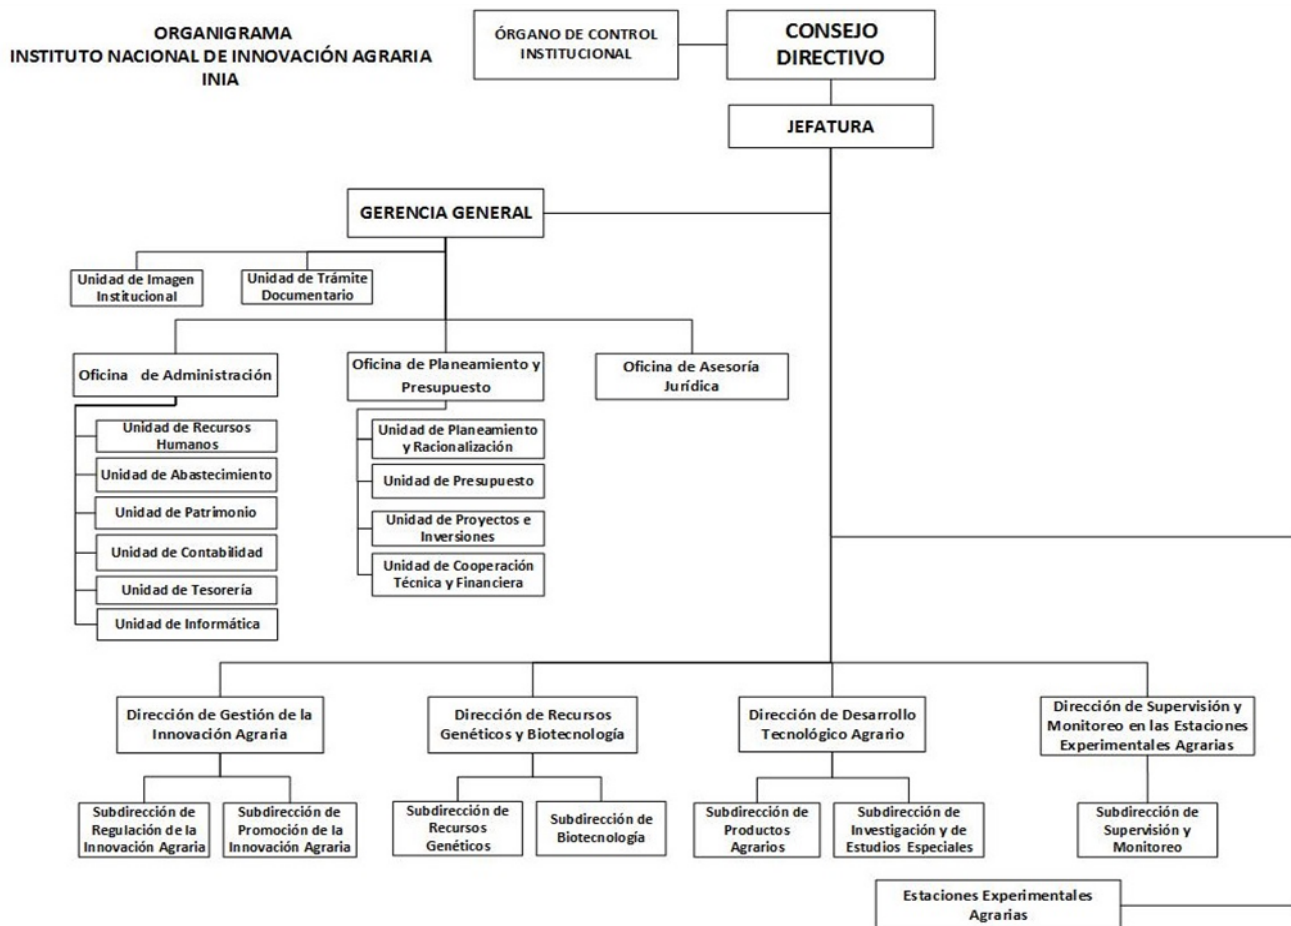 ORGANIGRAMA
INSTITUTO NACIONAL DE INNOVACIÓN AGRARIA
INIA
ÓRGANO DE CONTROL
INSTITUCIONAL
CONSEJO
DIRECTIVO
JEFATURA
GERENCIA GENERAL
Unidad de Imagen
Institucional
Unidad de Trámite
Documentario
Oficina de Administración
Oficina de Planeamiento y
Presupuesto
Oficina de Asesoría
Jurídica
Unidad de Recursos
Humanos
Unidad de Abastecimiento
Unidad de Patrimonio
Unidad de Contabilidad
Unidad de Tesorería
Unidad de Informática
Unidad de Planeamiento
y Racionalización
Unidad de Presupuesto
Unidad de Proyectos e
Inversiones
Unidad de Cooperación
Técnica y Financiera
Dirección de Gestión de la
Innovación Agraria
Dirección de Recursos
Genéticos y Biotecnología
Dirección de Desarrollo
Tecnológico Agrario
Dirección de Supervisión y
Monitoreo en las Estaciones
Experimentales Agrarias
Subdirección de
Regulación de la
Innovación Agraria
Subdirección de
Promoción de la
Innovación Agraria
Subdirección de
Recursos
Genéticos
Subdirección de
Biotecnología
Subdirección de
Productos
Agrarios
Subdirección de
Investigación y de
Estudios Especiales
Subdirección de
Supervisión y
Monitoreo
Estaciones Experimentales
Agrarias